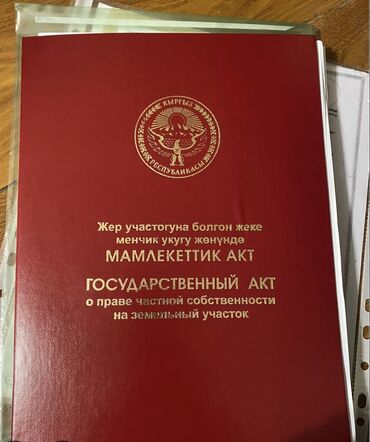 КЫРГЫЗ
РЕСПУБЛИКАСЫ
Жер участогуна болгон жеке
менчик укугу жөнүндө
МАМЛЕКЕТТИК АКТ
ГОСУДАРСТВЕННЫЙ АКТ
о праве частной собственности
на земельный участок